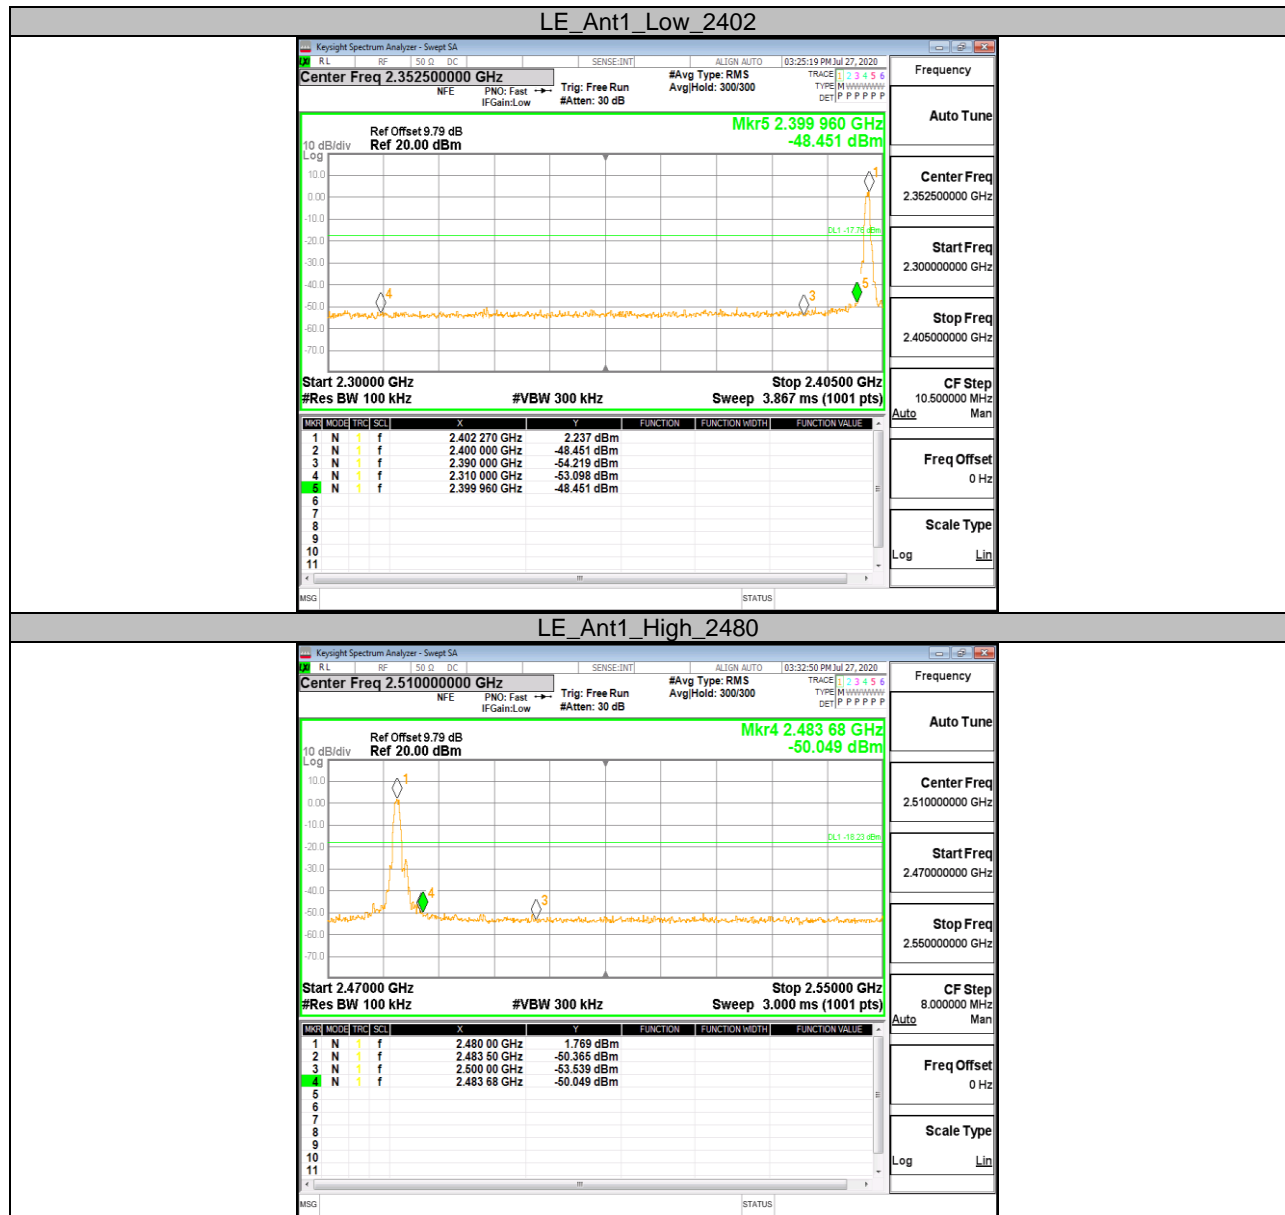 LE_Ant1_Low_2402
Keysight Spectrum Analyzer - Swept SA
RL RF 50 Ω DC SENSE:INT ALIGN AUTO 03:25:19 PM Jul 27, 2020
Center Freq 2.352500000 GHz
NFE PNO: Fast Trig: Free Run #Avg Type: RMS TRACE 1 2 3 4 5 6
IFGain:Low #Atten: 30 dB Avg|Hold: 300/300 TYPE M
DET P P P P P P
Frequency
Auto Tune
Center Freq
2.352500000 GHz
Start Freq
2.300000000 GHz
Stop Freq
2.405000000 GHz
CF Step
10.500000 MHz
Auto Man
Freq Offset
0 Hz
Scale Type
Log Lin
Mkr5 2.399 960 GHz
-48.451 dBm
Ref Offset 9.79 dB
10 dB/div Ref 20.00 dBm
Log
10.0
0.00
-10.0
-20.0
-30.0
-40.0
-50.0
-60.0
-70.0
1
DL1 -17.76 dBm
5
4
3
Start 2.30000 GHz Stop 2.40500 GHz
#Res BW 100 kHz #VBW 300 kHz Sweep 3.867 ms (1001 pts)
MKR MODE TRC SCL X Y FUNCTION FUNCTION WIDTH FUNCTION VALUE
1 N 1 f 2.402 270 GHz 2.237 dBm
2 N 1 f 2.400 000 GHz -48.451 dBm
3 N 1 f 2.390 000 GHz -54.219 dBm
4 N 1 f 2.310 000 GHz -53.098 dBm
5 N 1 f 2.399 960 GHz -48.451 dBm
6
7
8
9
10
11
MSG STATUS
LE_Ant1_High_2480
Keysight Spectrum Analyzer - Swept SA
RL RF 50 Ω DC SENSE:INT ALIGN AUTO 03:32:50 PM Jul 27, 2020
Center Freq 2.510000000 GHz
NFE PNO: Fast Trig: Free Run #Avg Type: RMS TRACE 1 2 3 4 5 6
IFGain:Low #Atten: 30 dB Avg|Hold: 300/300 TYPE M
DET P P P P P P
Frequency
Auto Tune
Center Freq
2.510000000 GHz
Start Freq
2.470000000 GHz
Stop Freq
2.550000000 GHz
CF Step
8.000000 MHz
Auto Man
Freq Offset
0 Hz
Scale Type
Log Lin
Mkr4 2.483 68 GHz
-50.049 dBm
Ref Offset 9.79 dB
10 dB/div Ref 20.00 dBm
Log
10.0
0.00
-10.0
-20.0
-30.0
-40.0
-50.0
-60.0
-70.0
1
DL1 -18.23 dBm
4
3
Start 2.47000 GHz Stop 2.55000 GHz
#Res BW 100 kHz #VBW 300 kHz Sweep 3.000 ms (1001 pts)
MKR MODE TRC SCL X Y FUNCTION FUNCTION WIDTH FUNCTION VALUE
1 N 1 f 2.480 00 GHz 1.769 dBm
2 N 1 f 2.483 50 GHz -50.365 dBm
3 N 1 f 2.500 00 GHz -53.539 dBm
4 N 1 f 2.483 68 GHz -50.049 dBm
5
6
7
8
9
10
11
MSG STATUS